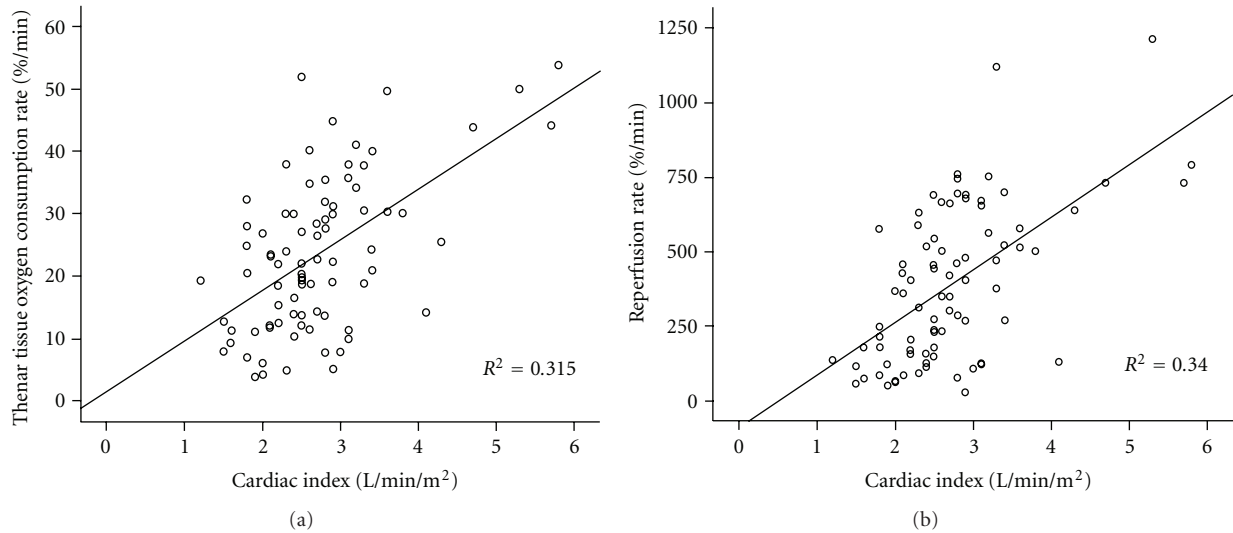 Thenar tissue oxygen consumption rate (%/min)
60
50
40
30
20
10
0
R² = 0.315
0 1 2 3 4 5 6
Cardiac index (L/min/m²)
(a)
Reperfusion rate (%/min)
1250
1000
750
500
250
0
R² = 0.34
0 1 2 3 4 5 6
Cardiac index (L/min/m²)
(b)